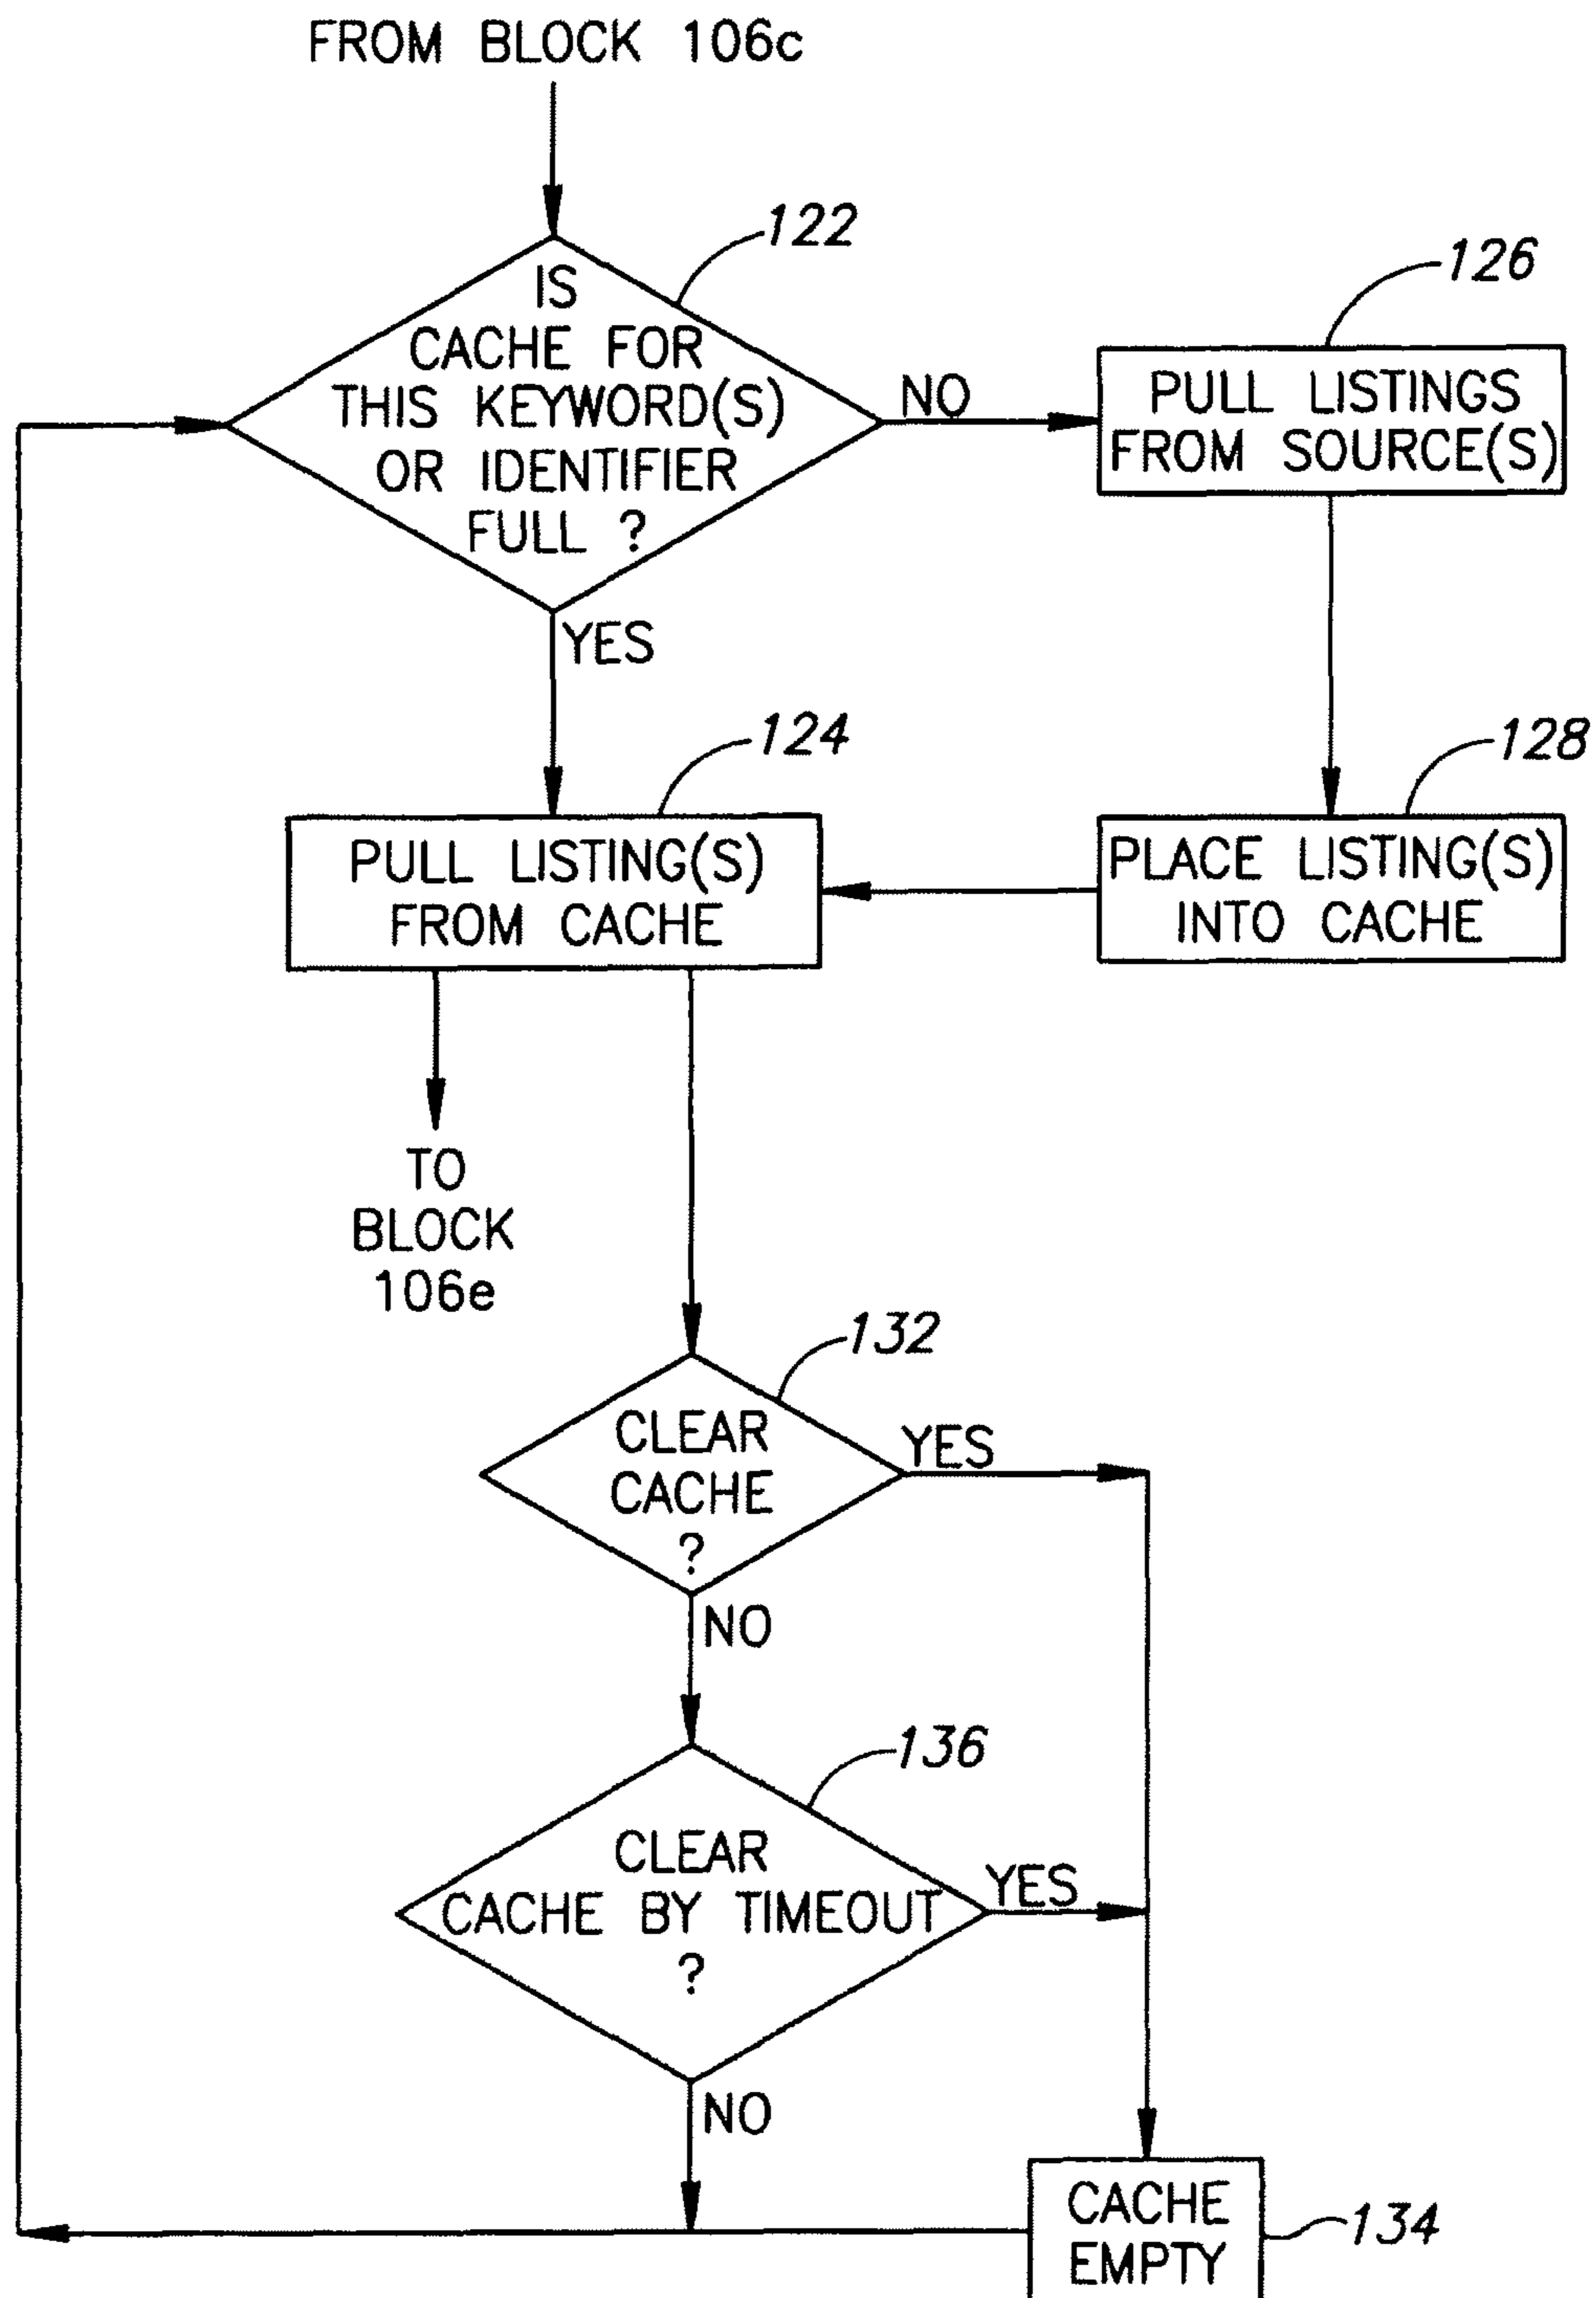 FROM BLOCK 106c
122
IS
CACHE FOR
THIS KEYWORD(S)
OR IDENTIFIER
FULL ?
NO
126
PULL LISTINGS
FROM SOURCE(S)
YES
124
PULL LISTING(S)
FROM CACHE
128
PLACE LISTING(S)
INTO CACHE
TO
BLOCK
106e
132
CLEAR
CACHE
?
YES
NO
136
CLEAR
CACHE BY TIMEOUT
?
YES
NO
CACHE
EMPTY
134